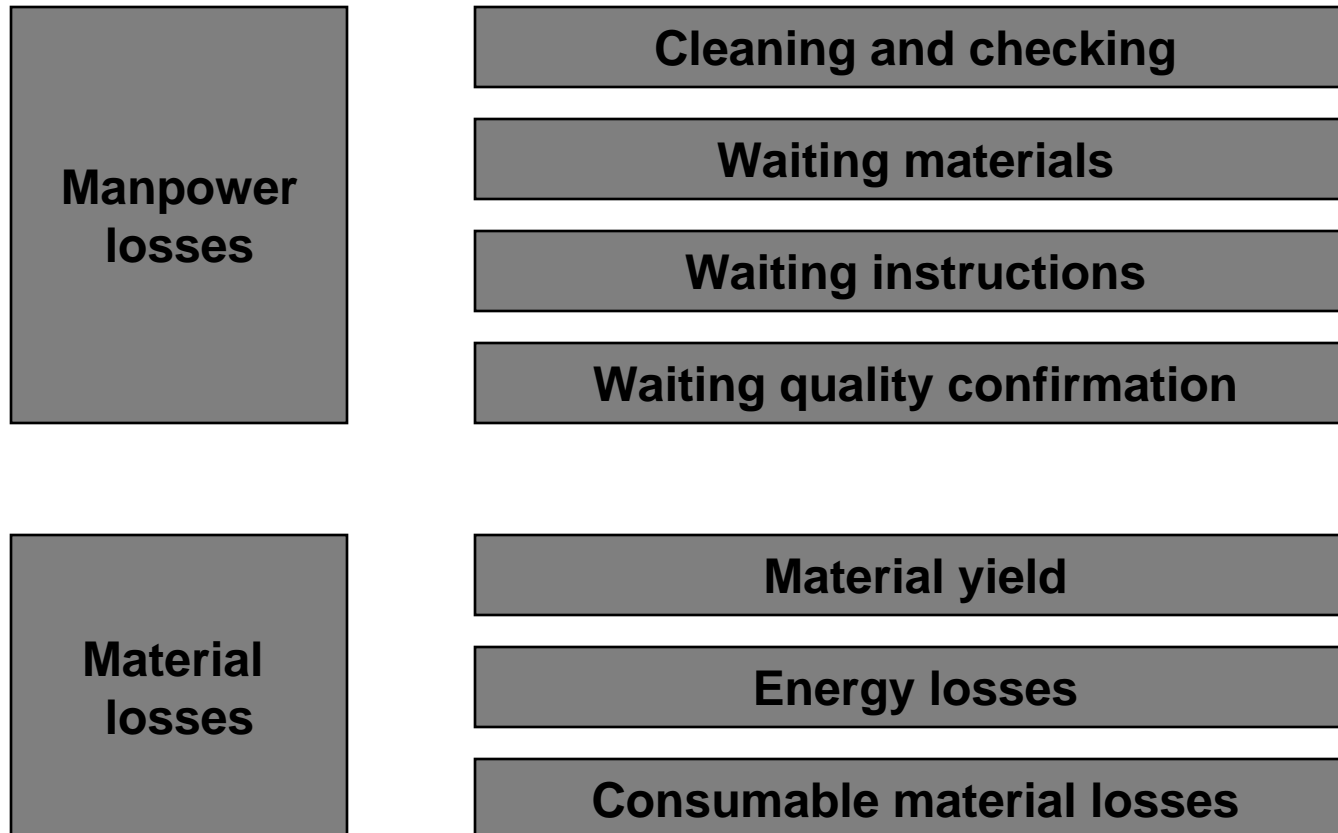 Manpower
losses
Cleaning and checking
Waiting materials
Waiting instructions
Waiting quality confirmation
Material
losses
Material yield
Energy losses
Consumable material losses